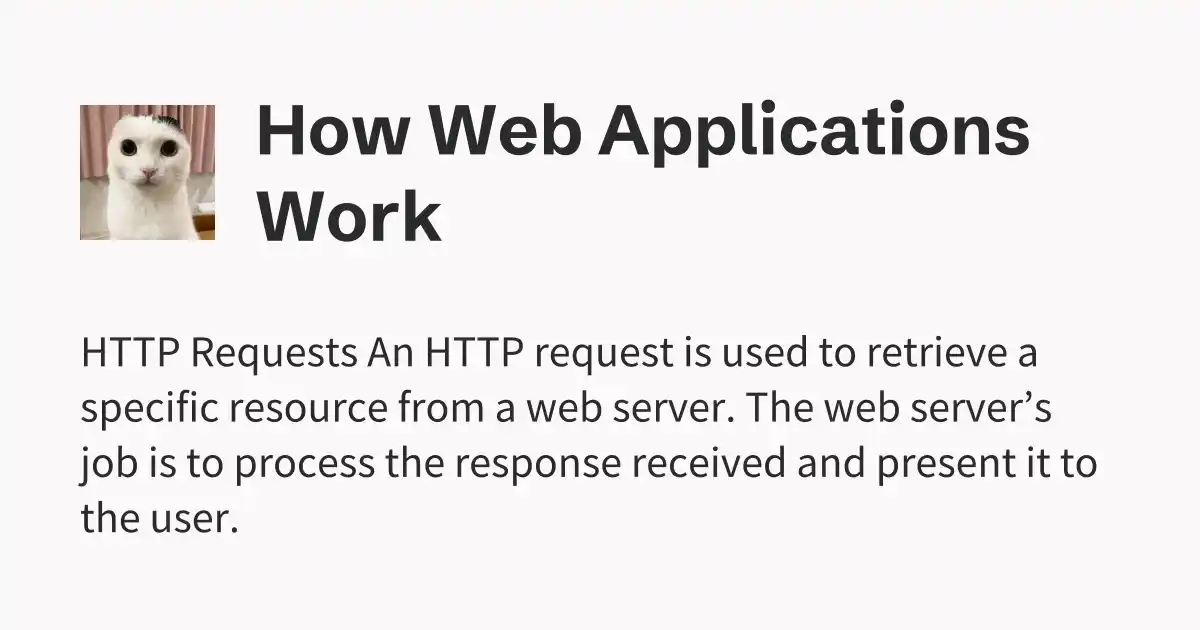 How Web Applications
Work
HTTP Requests An HTTP request is used to retrieve a
specific resource from a web server. The web server’s
job is to process the response received and present it to
the user.